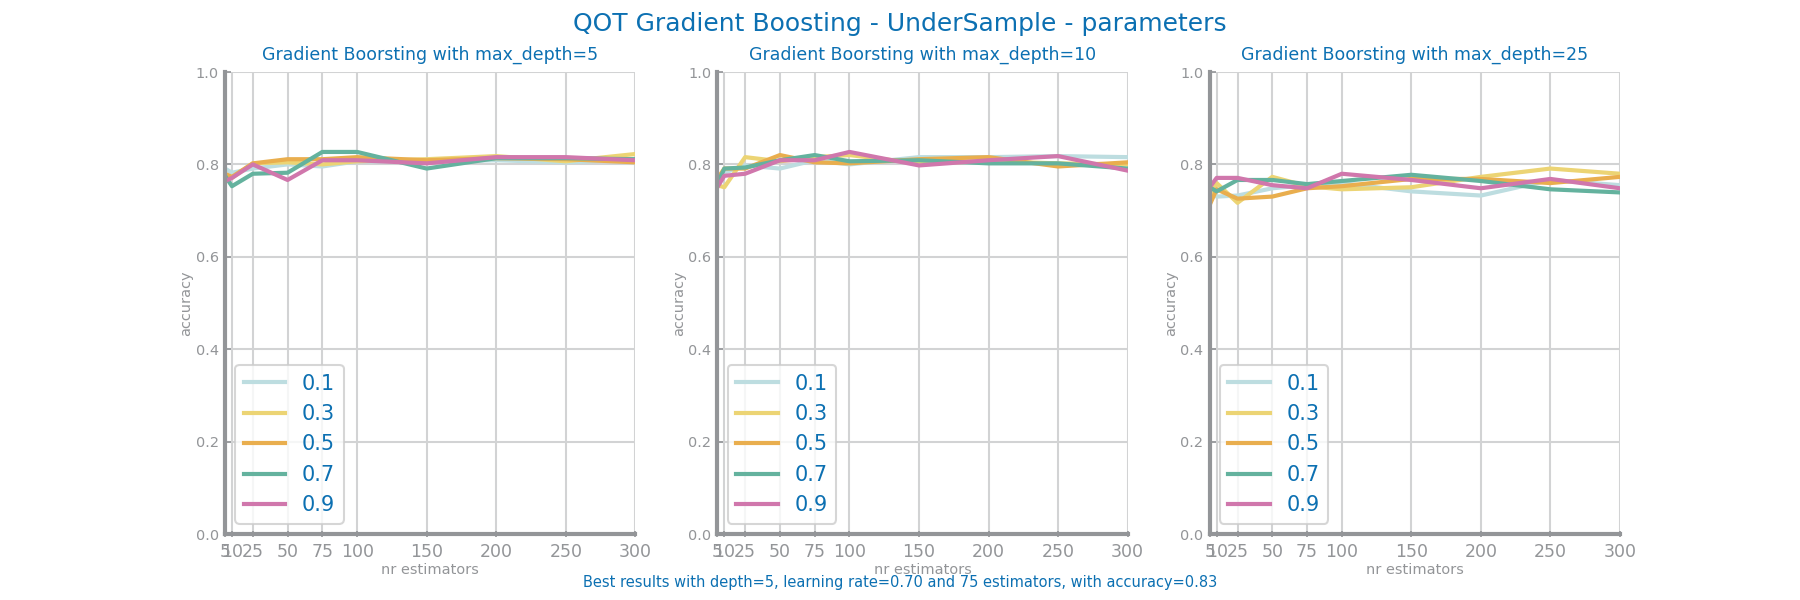 QOT Gradient Boosting - UnderSample - parameters
Gradient Boorsting with max_depth=5
1.0
0.8
0.6
0.4
0.2
0.0
accuracy
0.1
0.3
0.5
0.7
0.9
5 10 25 50 75 100 150 200 250 300
nr estimators
Gradient Boorsting with max_depth=10
1.0
0.8
0.6
0.4
0.2
0.0
accuracy
0.1
0.3
0.5
0.7
0.9
5 10 25 50 75 100 150 200 250 300
nr estimators
Gradient Boorsting with max_depth=25
1.0
0.8
0.6
0.4
0.2
0.0
accuracy
0.1
0.3
0.5
0.7
0.9
5 10 25 50 75 100 150 200 250 300
nr estimators
Best results with depth=5, learning rate=0.70 and 75 estimators, with accuracy=0.83